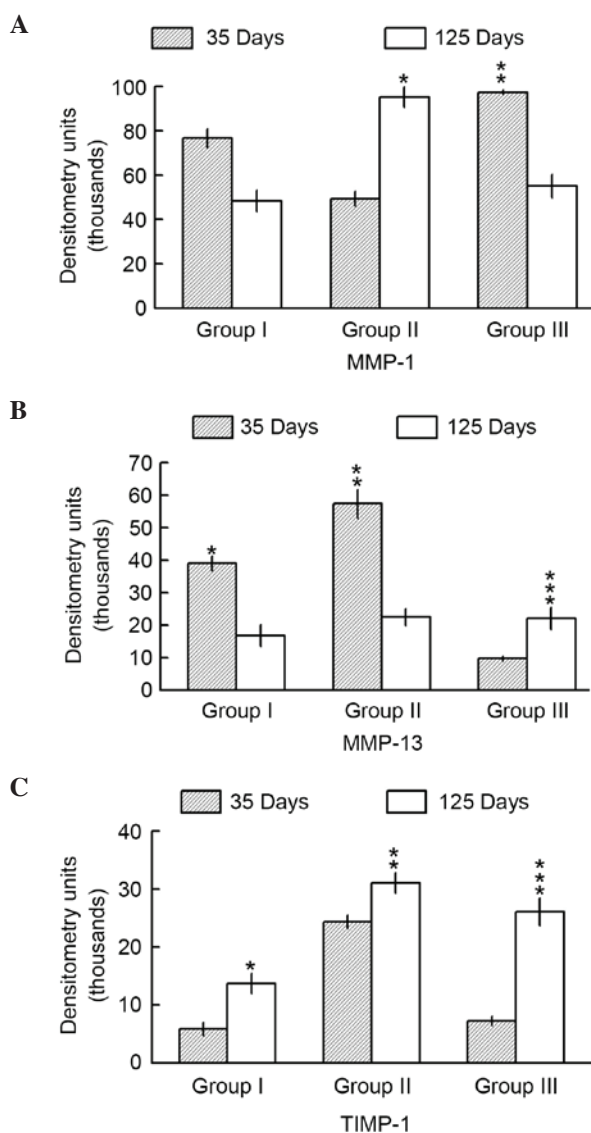 A
35 Days 125 Days
Densitometry units
(thousands)
100
80
60
40
20
0
*
**
Group I Group II Group III
MMP-1
B
35 Days 125 Days
Densitometry units
(thousands)
70
60
50
40
30
20
10
0
*
**
***
Group I Group II Group III
MMP-13
C
35 Days 125 Days
Densitometry units
(thousands)
40
30
20
10
0
*
**
***
Group I Group II Group III
TIMP-1